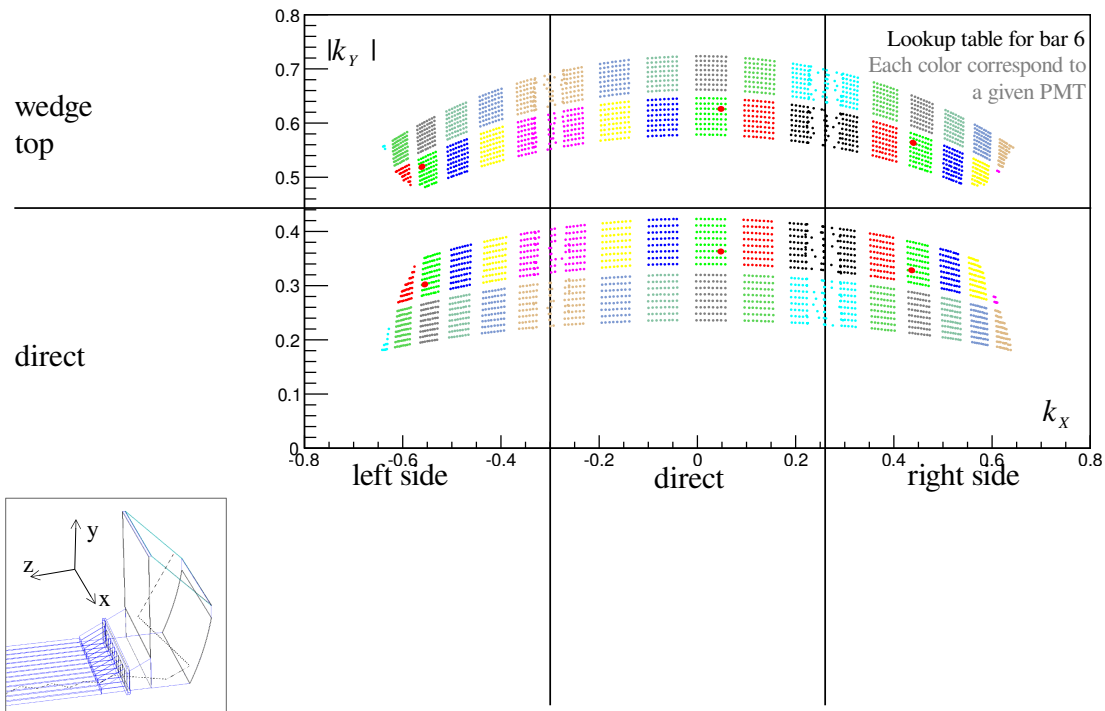 0.8
|k_Y|
Lookup table for bar 6
Each color correspond to
a given PMT
0.7
wedge
top
0.6
0.5
0.4
0.3
direct
0.2
0.1
k_X
0
-0.8 -0.6 -0.4 -0.2 0 0.2 0.4 0.6 0.8
left side direct right side
y
z
x